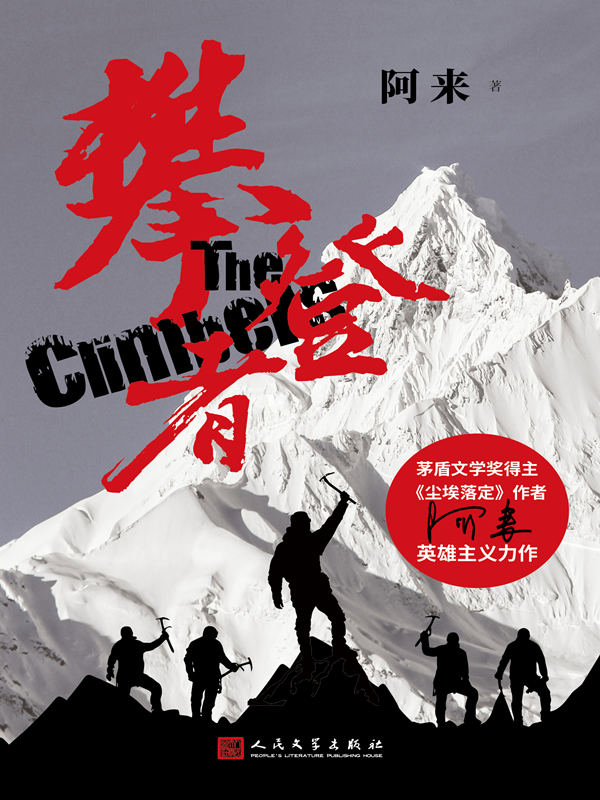 阿来 著
攀登者
The
Climbers
茅盾文学奖得主
《尘埃落定》作者
阿来
英雄主义力作
人民文学出版社
PEOPLE'S LITERATURE PUBLISHING HOUSE